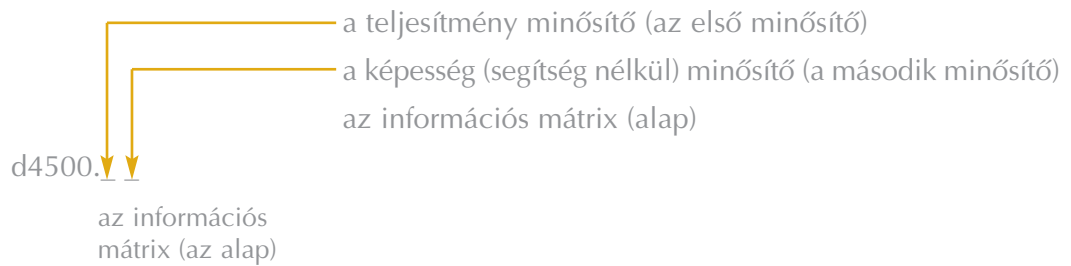 a teljesítmény minősítő (az első minősítő)
a képesség (segítség nélkül) minősítő (a második minősítő)
az információs mátrix (alap)
d4500._ _
az információs
mátrix (az alap)